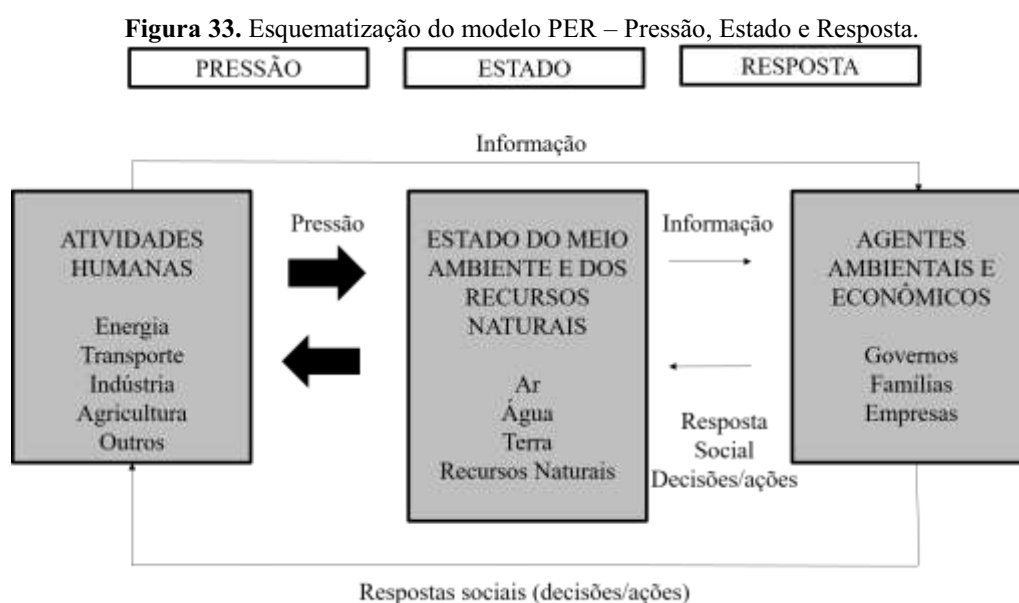 Figura 33. Esquematização do modelo PER – Pressão, Estado e Resposta.
PRESSÃO
ESTADO
RESPOSTA
Informação
ATIVIDADES
HUMANAS
Energia
Transporte
Indústria
Agricultura
Outros
Pressão
ESTADO DO MEIO
AMBIENTE E DOS
RECURSOS
NATURAIS
Ar
Água
Terra
Recursos Naturais
Informação
Resposta
Social
Decisões/ações
AGENTES
AMBIENTAIS E
ECONÔMICOS
Governos
Famílias
Empresas
Respostas sociais (decisões/ações)